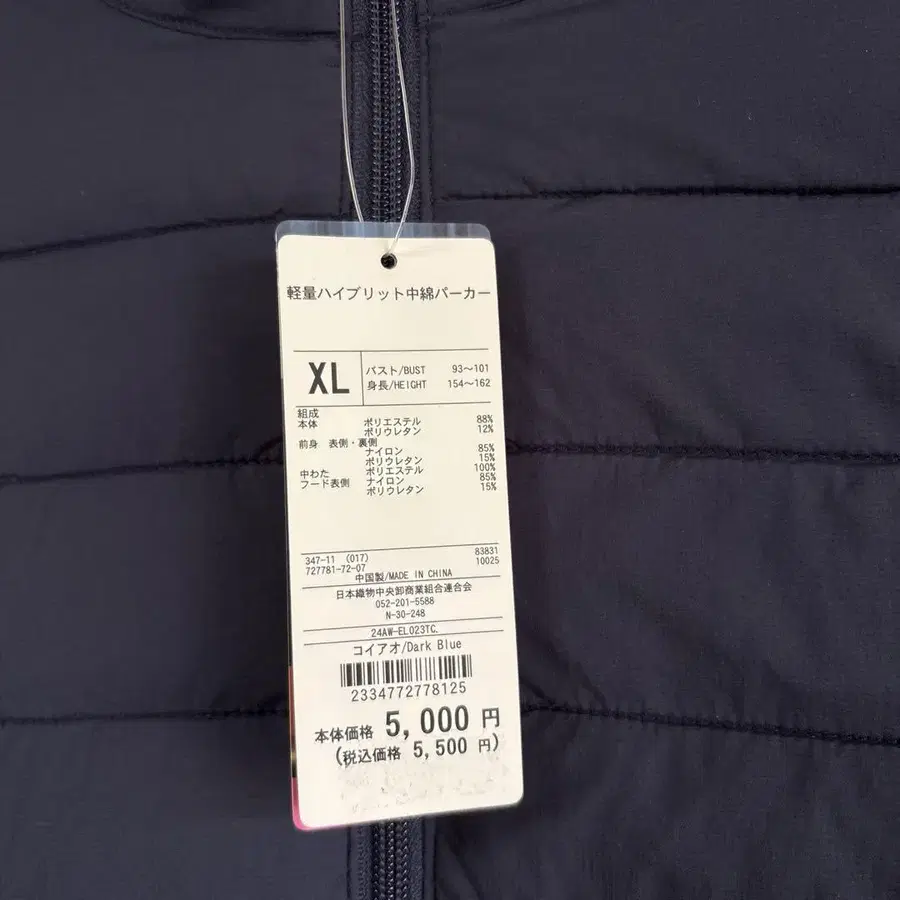 軽量ハイブリット中綿パーカー
XL
バスト/BUST 93～101
身長/HEIGHT 154～162
組成
本体 ポリエステル 88%
ポリウレタン 12%
前身 表側・裏側
ナイロン 85%
ポリウレタン 15%
中わた ポリエステル 100%
フード表側 ナイロン 85%
ポリウレタン 15%
347-11 (017) 83831
727781-72-07 10025
中国製/MADE IN CHINA
日本織物中央卸商業組合連合会
052-201-5588
N-30-248
24AW-EL023TC.
コイアオ/Dark Blue
2334772778125
本体価格 5,000 円
(税込価格 5,500 円)